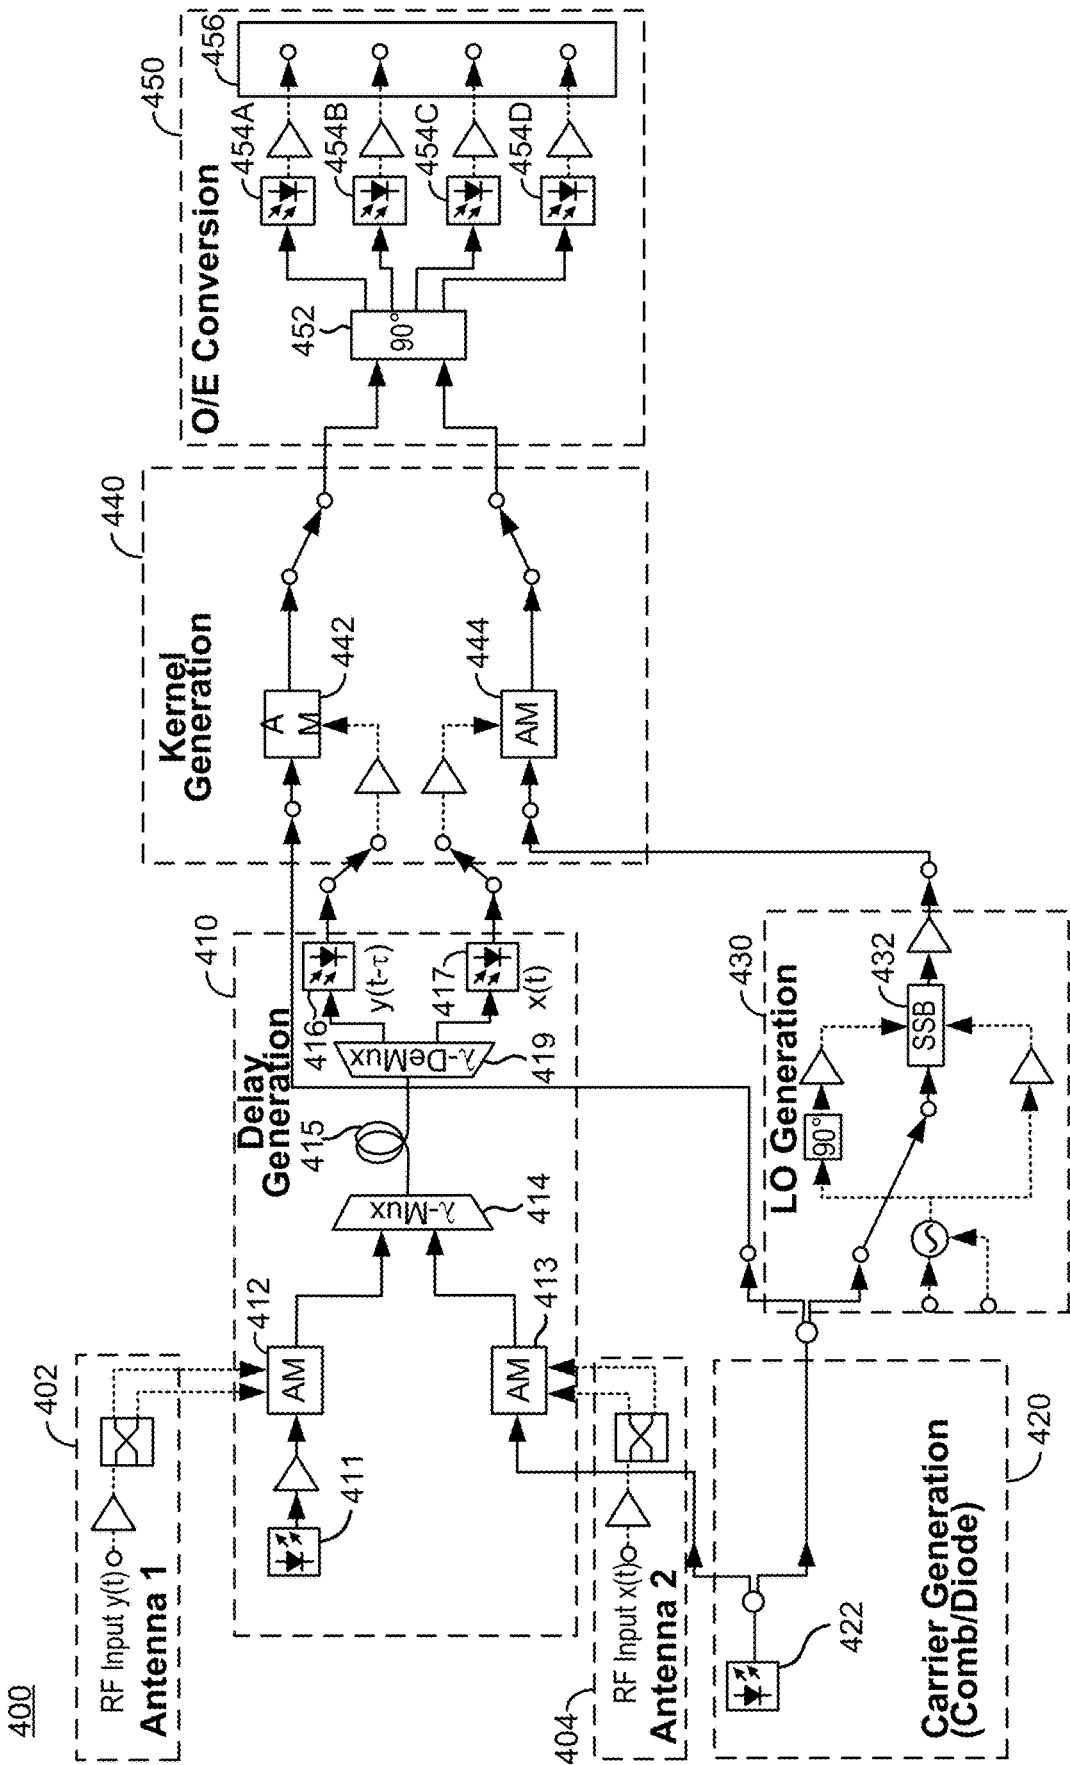 400
402
RF Input y(t)
Antenna 1
404
RF Input x(t)
Antenna 2
410
Delay
Generation
411
412
AM
413
AM
414
λ-Mux
415
λ-DeMux
419
416
y(t-τ)
417
x(t)
420
Carrier Generation
(Comb/Diode)
422
430
LO Generation
90°
SSB
432
440
Kernel
Generation
A
M
442
AM
444
450
O/E Conversion
452
90°
454A
454B
454C
454D
456